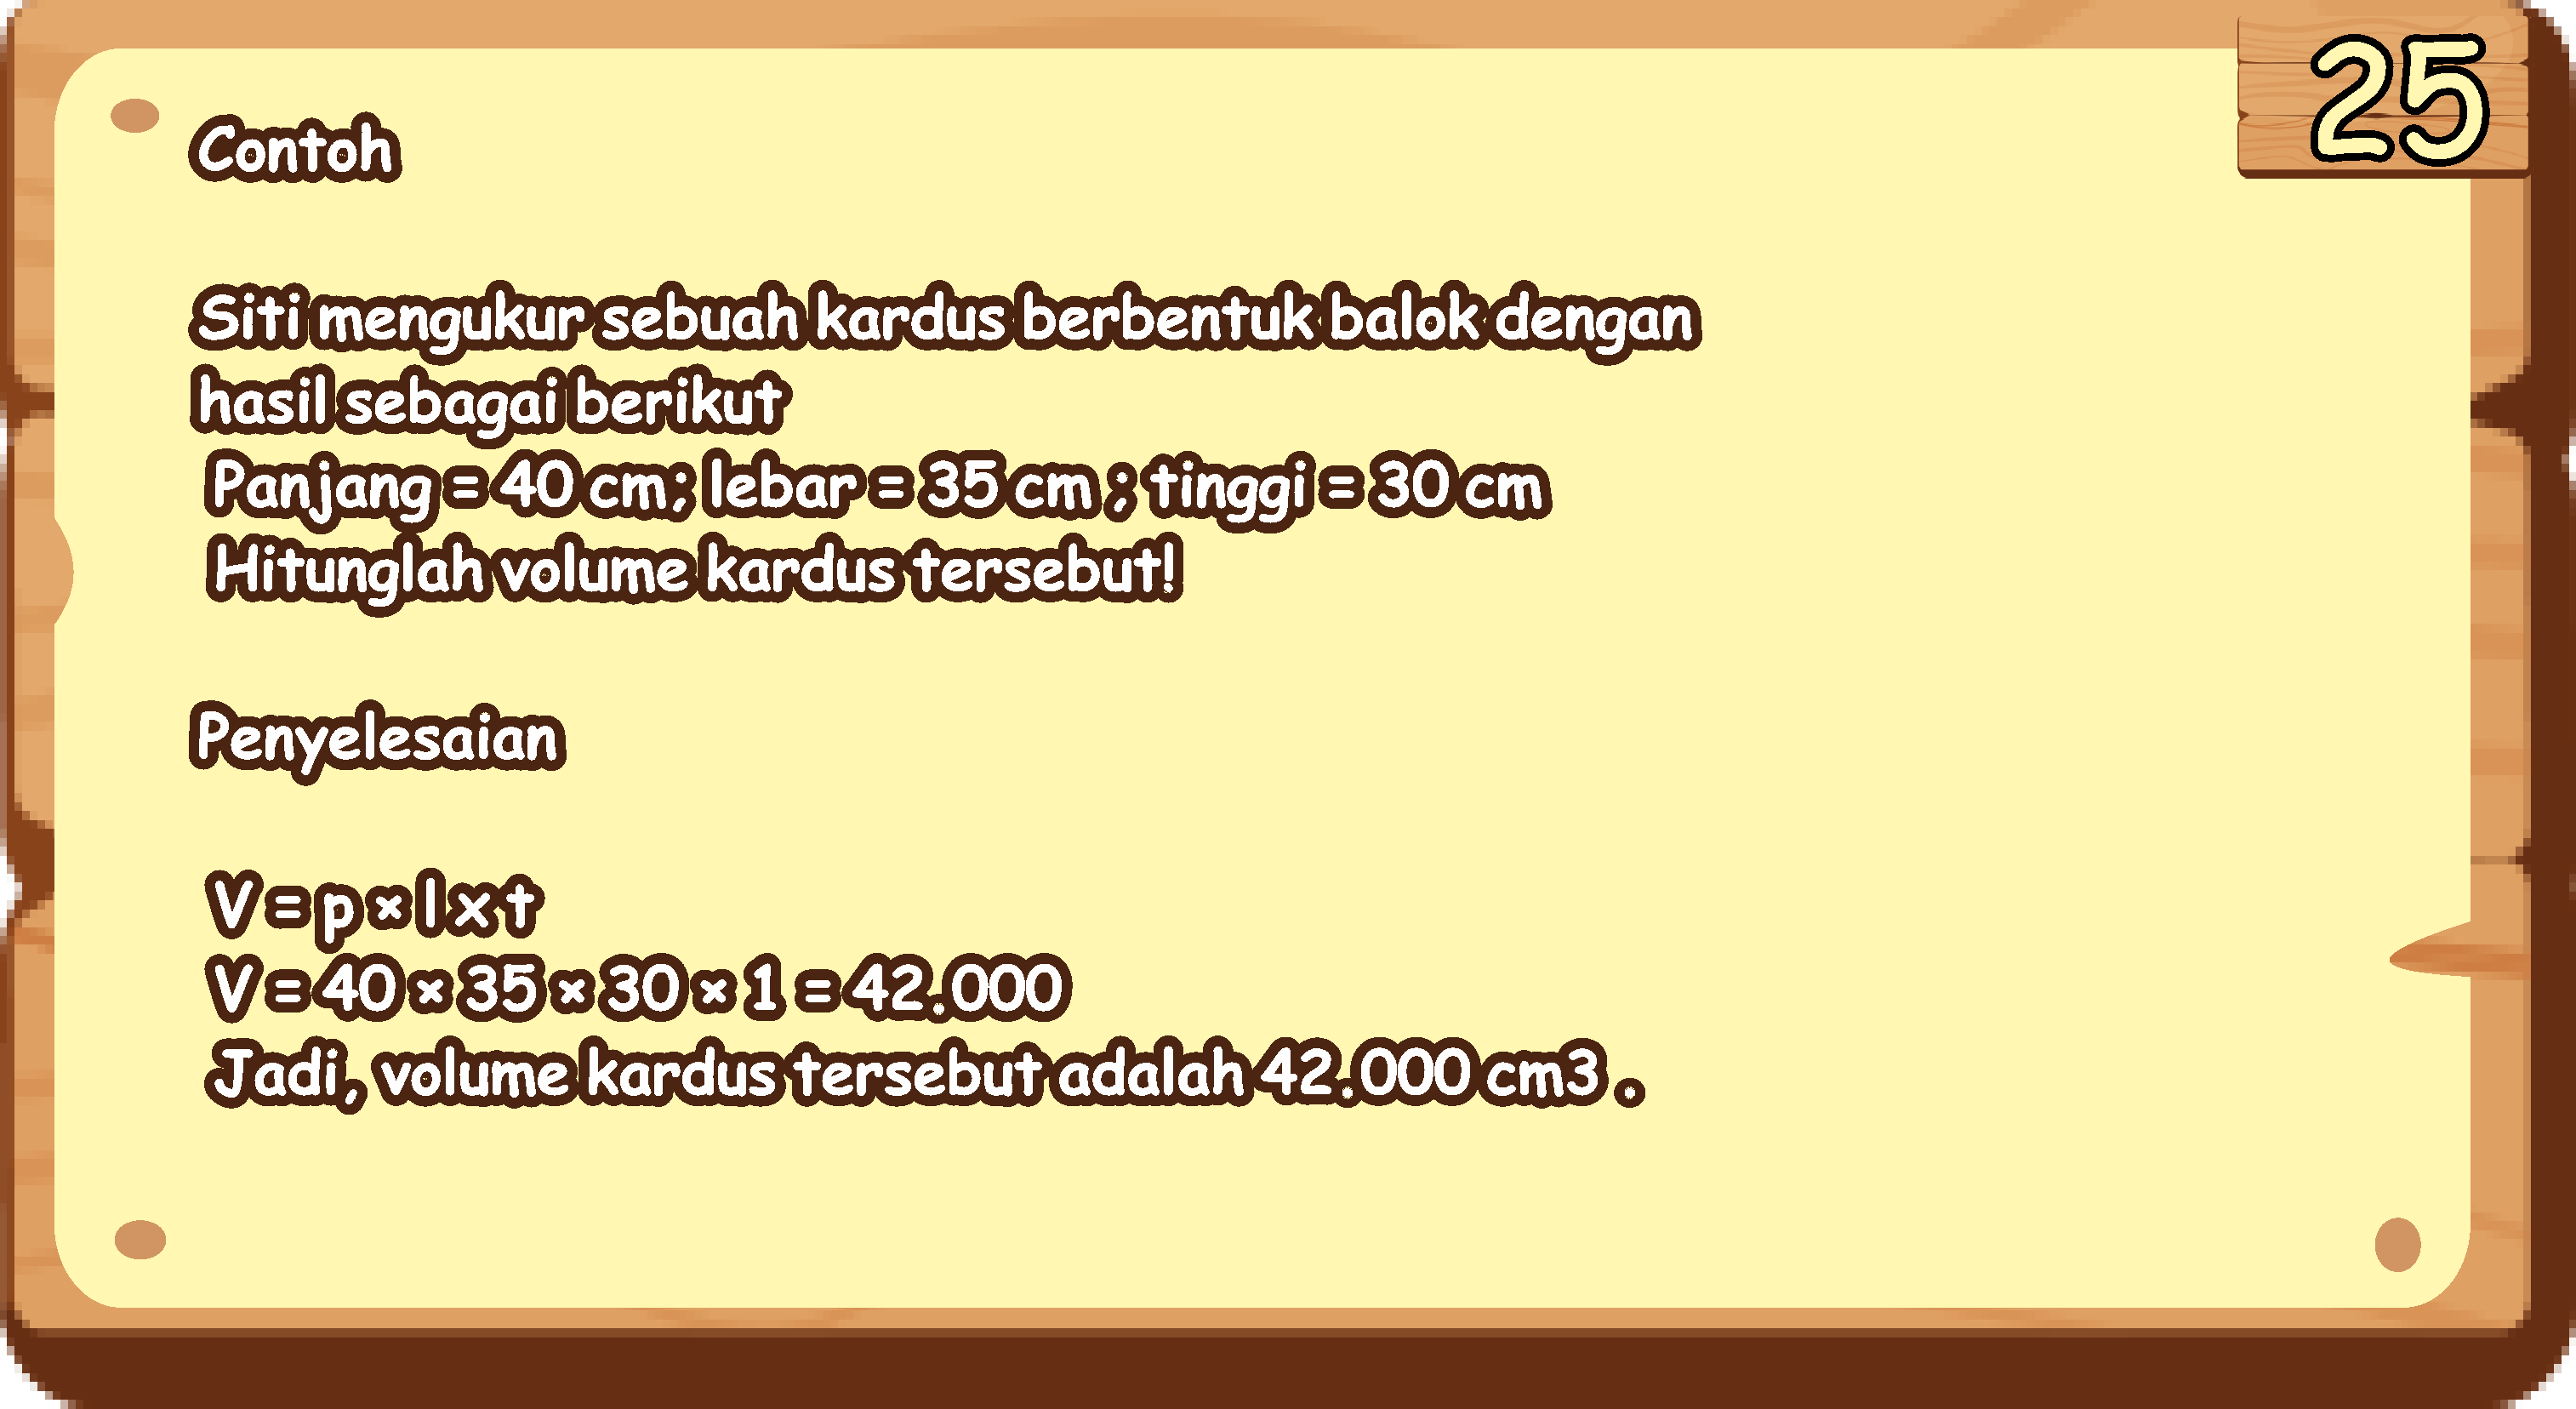 25
Contoh
Siti mengukur sebuah kardus berbentuk balok dengan
hasil sebagai berikut
Panjang = 40 cm; lebar = 35 cm ; tinggi = 30 cm
Hitunglah volume kardus tersebut!
Penyelesaian
V = p × l x t
V = 40 × 35 × 30 × 1 = 42.000
Jadi, volume kardus tersebut adalah 42.000 cm3 .